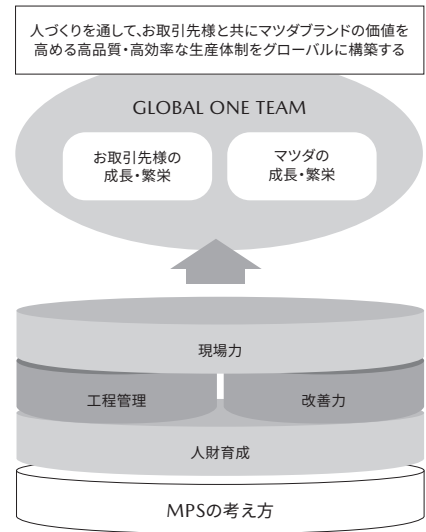 人づくりを通して、お取引先様と共にマツダブランドの価値を
高める高品質・高効率な生産体制をグローバルに構築する
GLOBAL ONE TEAM
お取引先様の
成長・繁栄
マツダの
成長・繁栄
現場力
工程管理
改善力
人財育成
MPSの考え方